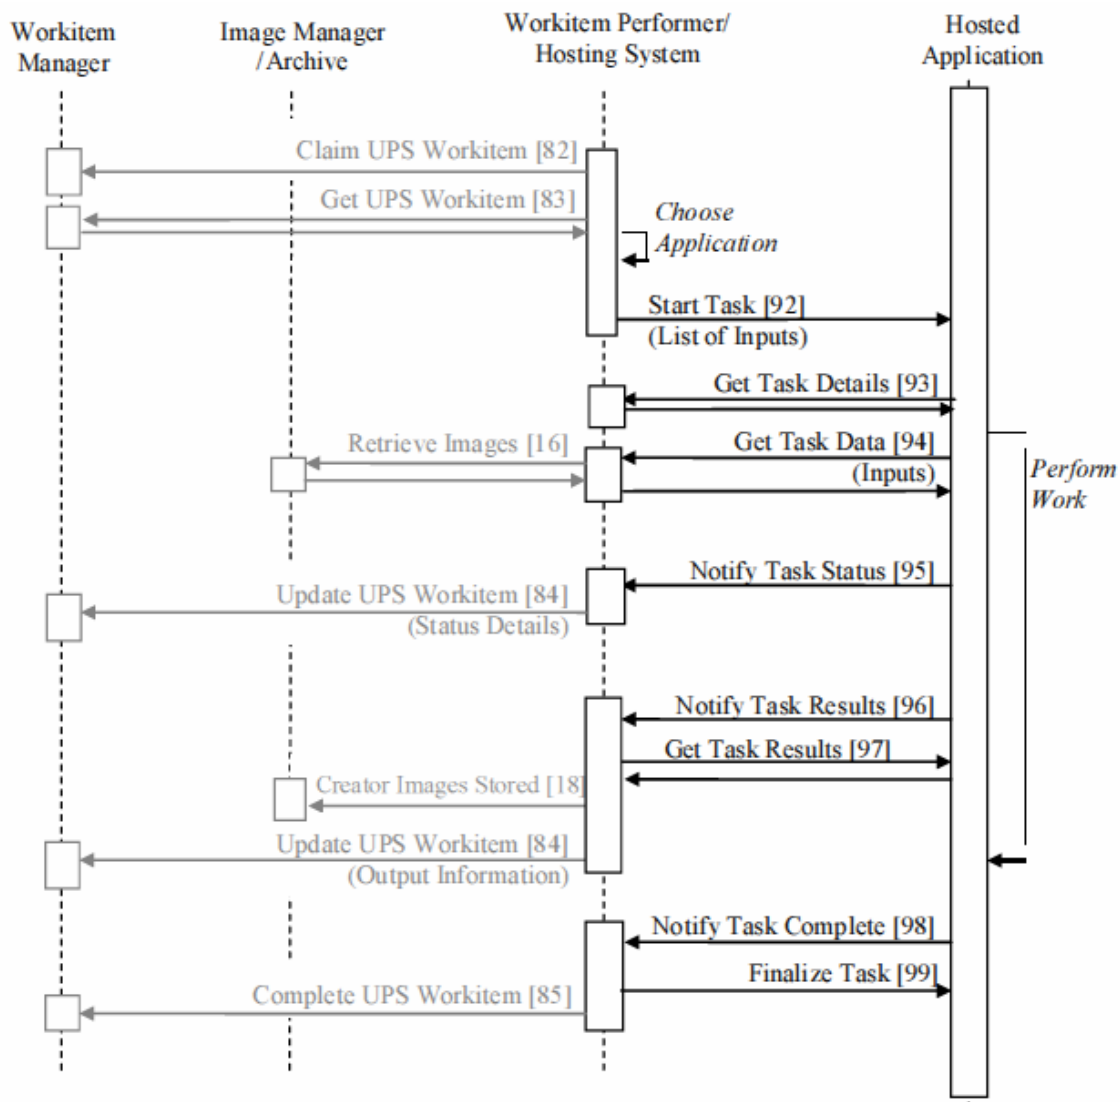 Workitem
Manager
Image Manager
/Archive
Workitem Performer/
Hosting System
Hosted
Application
Claim UPS Workitem [82]
Get UPS Workitem [83]
Choose
Application
Start Task [92]
(List of Inputs)
Get Task Details [93]
Retrieve Images [16]
Get Task Data [94]
(Inputs)
Perform
Work
Notify Task Status [95]
Update UPS Workitem [84]
(Status Details)
Notify Task Results [96]
Get Task Results [97]
Creator Images Stored [18]
Update UPS Workitem [84]
(Output Information)
Notify Task Complete [98]
Finalize Task [99]
Complete UPS Workitem [85]